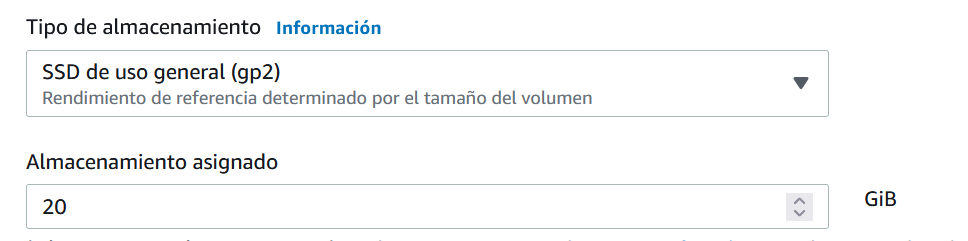 Tipo de almacenamiento Información
SSD de uso general (gp2)
Rendimiento de referencia determinado por el tamaño del volumen
Almacenamiento asignado
20 GiB